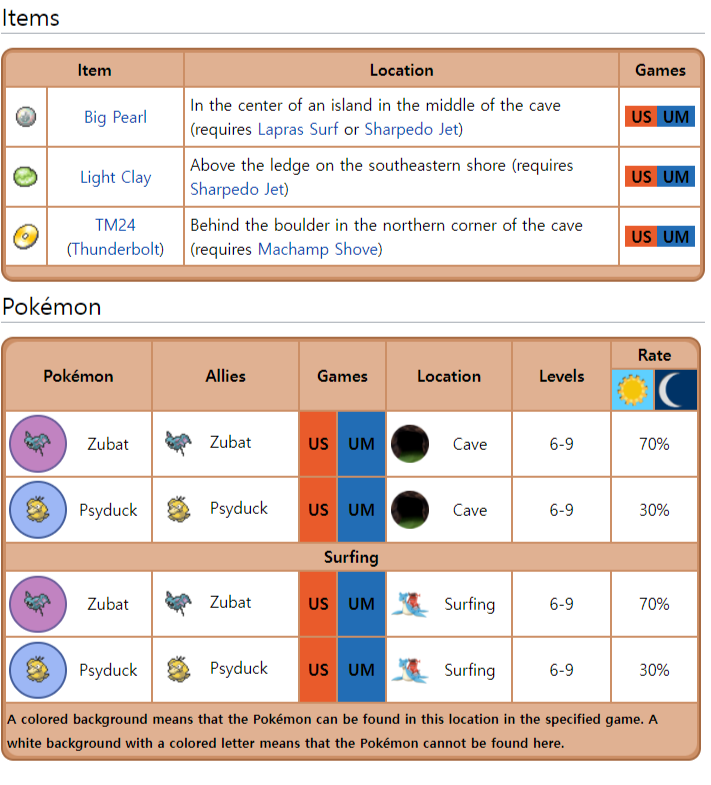 Items
Item Location Games
Big Pearl In the center of an island in the middle of the cave
(requires Lapras Surf or Sharpedo Jet) US UM
Light Clay Above the ledge on the southeastern shore (requires
Sharpedo Jet) US UM
TM24 Behind the boulder in the northern corner of the cave
(Thunderbolt) (requires Machamp Shove) US UM
Pokémon
Pokémon Allies Games Location Levels Rate
Zubat Zubat US UM Cave 6-9 70%
Psyduck Psyduck US UM Cave 6-9 30%
Surfing
Zubat Zubat US UM Surfing 6-9 70%
Psyduck Psyduck US UM Surfing 6-9 30%
A colored background means that the Pokémon can be found in this location in the specified game. A
white background with a colored letter means that the Pokémon cannot be found here.